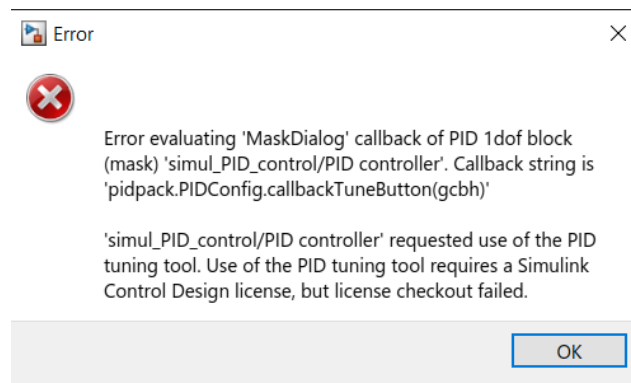 Error
Error evaluating 'MaskDialog' callback of PID 1dof block
(mask) 'simul_PID_control/PID controller'. Callback string is
'pidpack.PIDConfig.callbackTuneButton(gcbh)'
'simul_PID_control/PID controller' requested use of the PID
tuning tool. Use of the PID tuning tool requires a Simulink
Control Design license, but license checkout failed.
OK